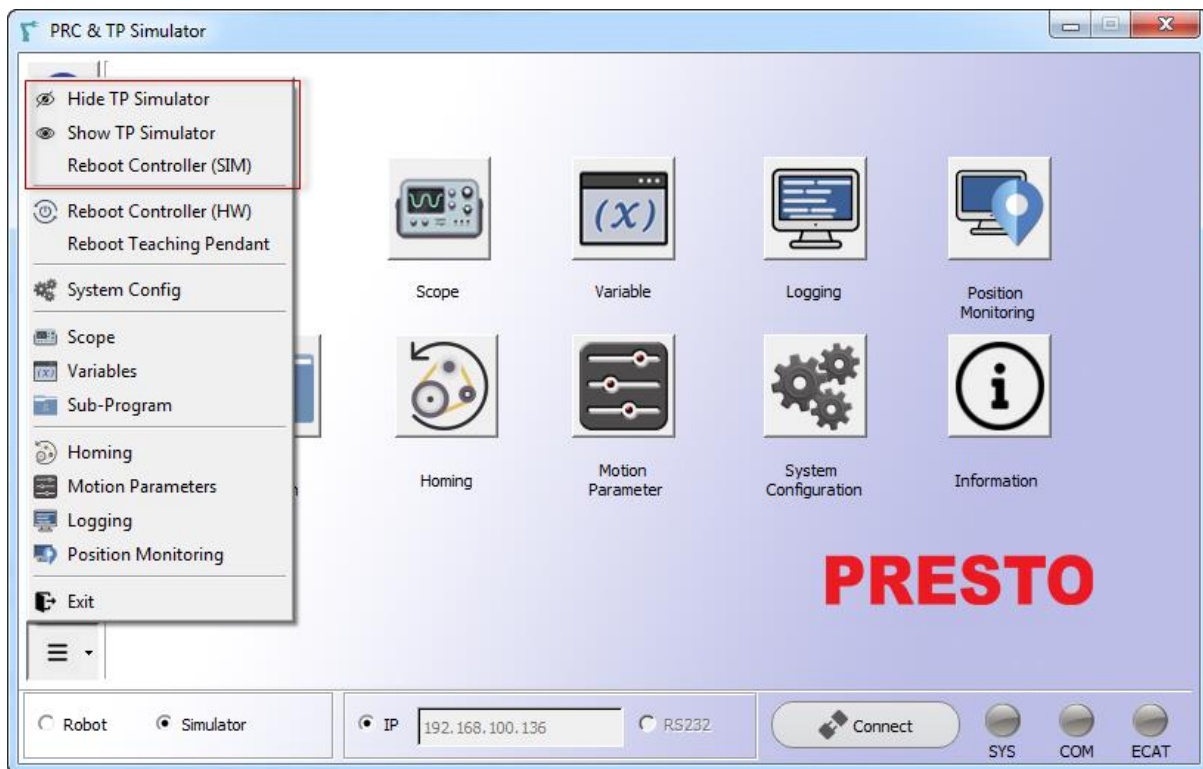 PRC & TP Simulator
Hide TP Simulator
Show TP Simulator
Reboot Controller (SIM)
Reboot Controller (HW)
Reboot Teaching Pendant
System Config
Scope
Variables
Sub-Program
Homing
Motion Parameters
Logging
Position Monitoring
Exit
(x)
Scope
Variable
Logging
Position
Monitoring
Homing
Motion
Parameter
System
Configuration
Information
PRESTO
Robot
Simulator
IP
192.168.100.136
RS232
Connect
SYS
COM
ECAT